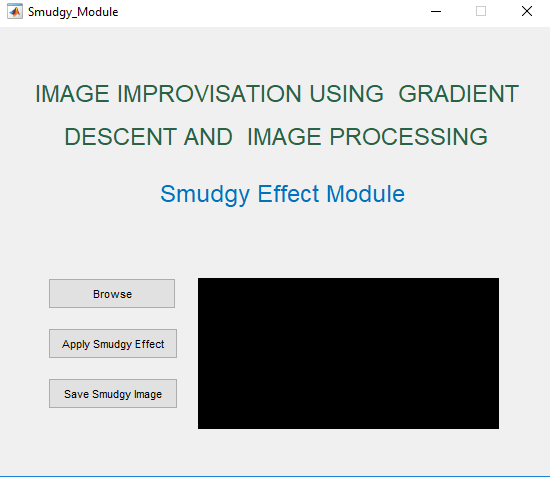 Smudgy_Module
IMAGE IMPROVISATION USING  GRADIENT
DESCENT AND  IMAGE PROCESSING
Smudgy Effect Module
Browse
Apply Smudgy Effect
Save Smudgy Image